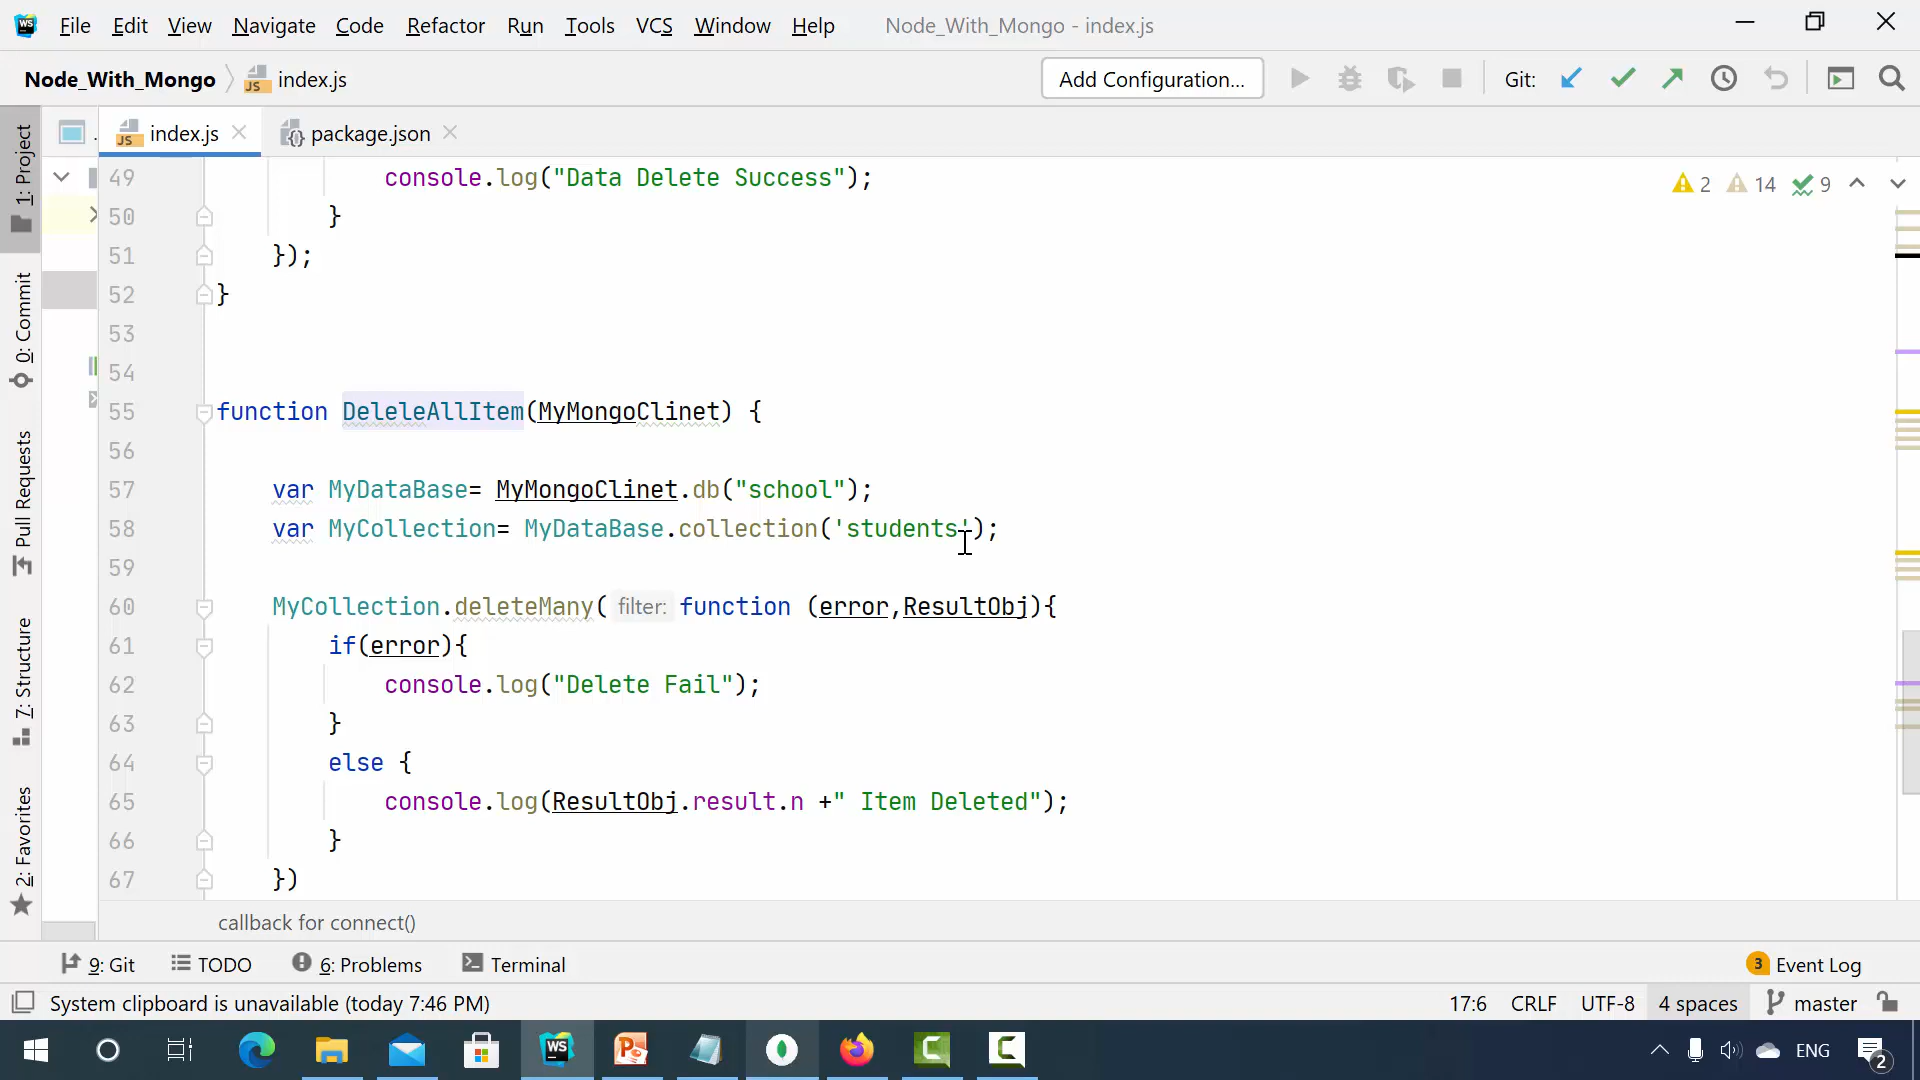 File Edit View Navigate Code Refactor Run Tools VCS Window Help Node_With_Mongo - index.js
Node_With_Mongo index.js Add Configuration... Git:
index.js package.json
49 console.log("Data Delete Success");
2 14 9
50 }
51 });
52 }
53
54
55 function DeleleAllItem(MyMongoClinet) {
56
57 var MyDataBase= MyMongoClinet.db("school");
58 var MyCollection= MyDataBase.collection('students');
59
60 MyCollection.deleteMany( filter: function (error,ResultObj){
61 if(error){
62 console.log("Delete Fail");
63 }
64 else {
65 console.log(ResultObj.result.n +" Item Deleted");
66 }
67 })
1: Project
0: Commit
Pull Requests
7: Structure
2: Favorites
callback for connect()
9: Git TODO 6: Problems Terminal 3 Event Log
System clipboard is unavailable (today 7:46 PM) 17:6 CRLF UTF-8 4 spaces master
ENG 2